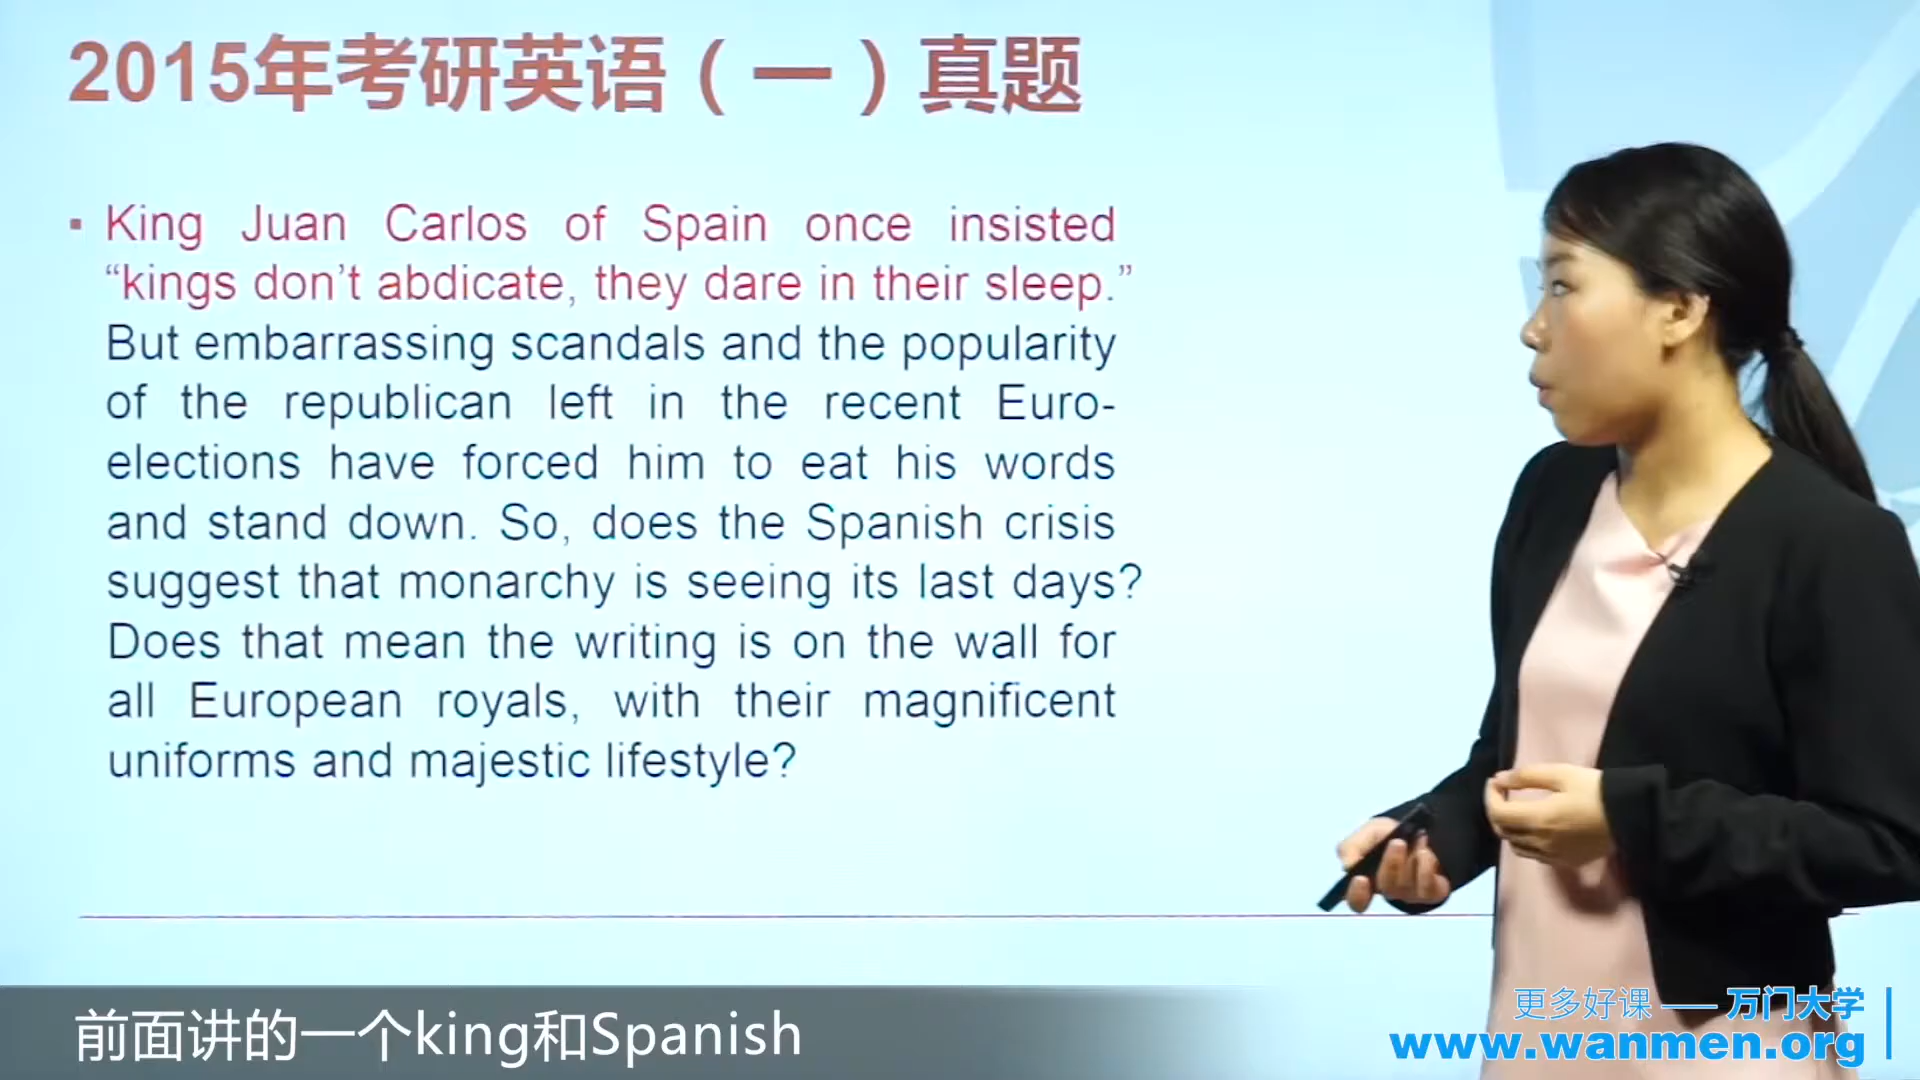 2015年考研英语（一）真题
▪ King Juan Carlos of Spain once insisted
“kings don’t abdicate, they dare in their sleep.”
But embarrassing scandals and the popularity
of the republican left in the recent Euro-
elections have forced him to eat his words
and stand down. So, does the Spanish crisis
suggest that monarchy is seeing its last days?
Does that mean the writing is on the wall for
all European royals, with their magnificent
uniforms and majestic lifestyle?
前面讲的一个king和Spanish
更多好课 —— 万门大学
www.wanmen.org